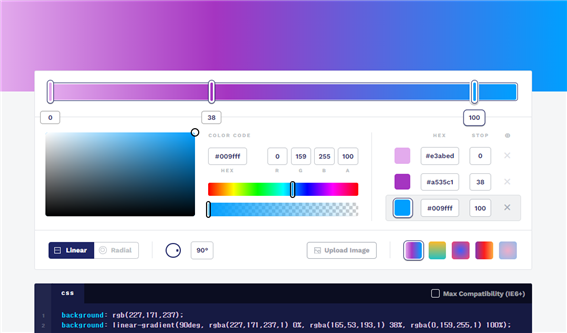 0 38 100
COLOR CODE
HEX STOP
#009fff 0 159 255 100
HEX R G B A
#e3abed 0
#a535c1 38
#009fff 100
Linear Radial 90° Upload Image
CSS Max Compatibility (IE6+)
1 background: rgb(227,171,237);
2 background: linear-gradient(90deg, rgba(227,171,237,1) 0%, rgba(165,53,193,1) 38%, rgba(0,159,255,1) 100%);